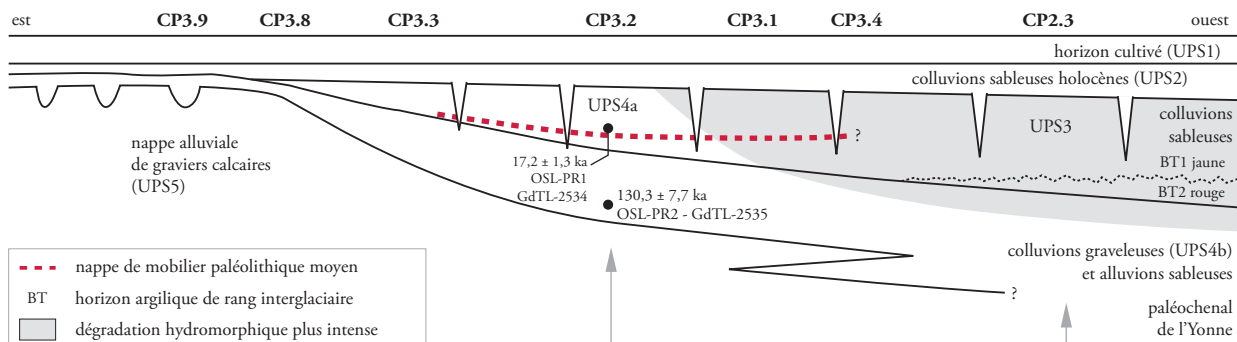 est CP3.9 CP3.8 CP3.3 CP3.2 CP3.1 CP3.4 CP2.3 ouest
horizon cultivé (UPS1)
colluvions sableuses holocènes (UPS2)
UPS4a
UPS3
colluvions
sableuses
?
BT1 jaune
BT2 rouge
nappe alluviale
de graviers calcaires
(UPS5)
17,2 ± 1,3 ka
OSL-PR1
GdTL-2534
130,3 ± 7,7 ka
OSL-PR2 - GdTL-2535
colluvions graveleuses (UPS4b)
et alluvions sableuses
?
paléochenal
de l'Yonne
nappe de mobilier paléolithique moyen
BT horizon argilique de rang interglaciaire
dégradation hydromorphique plus intense